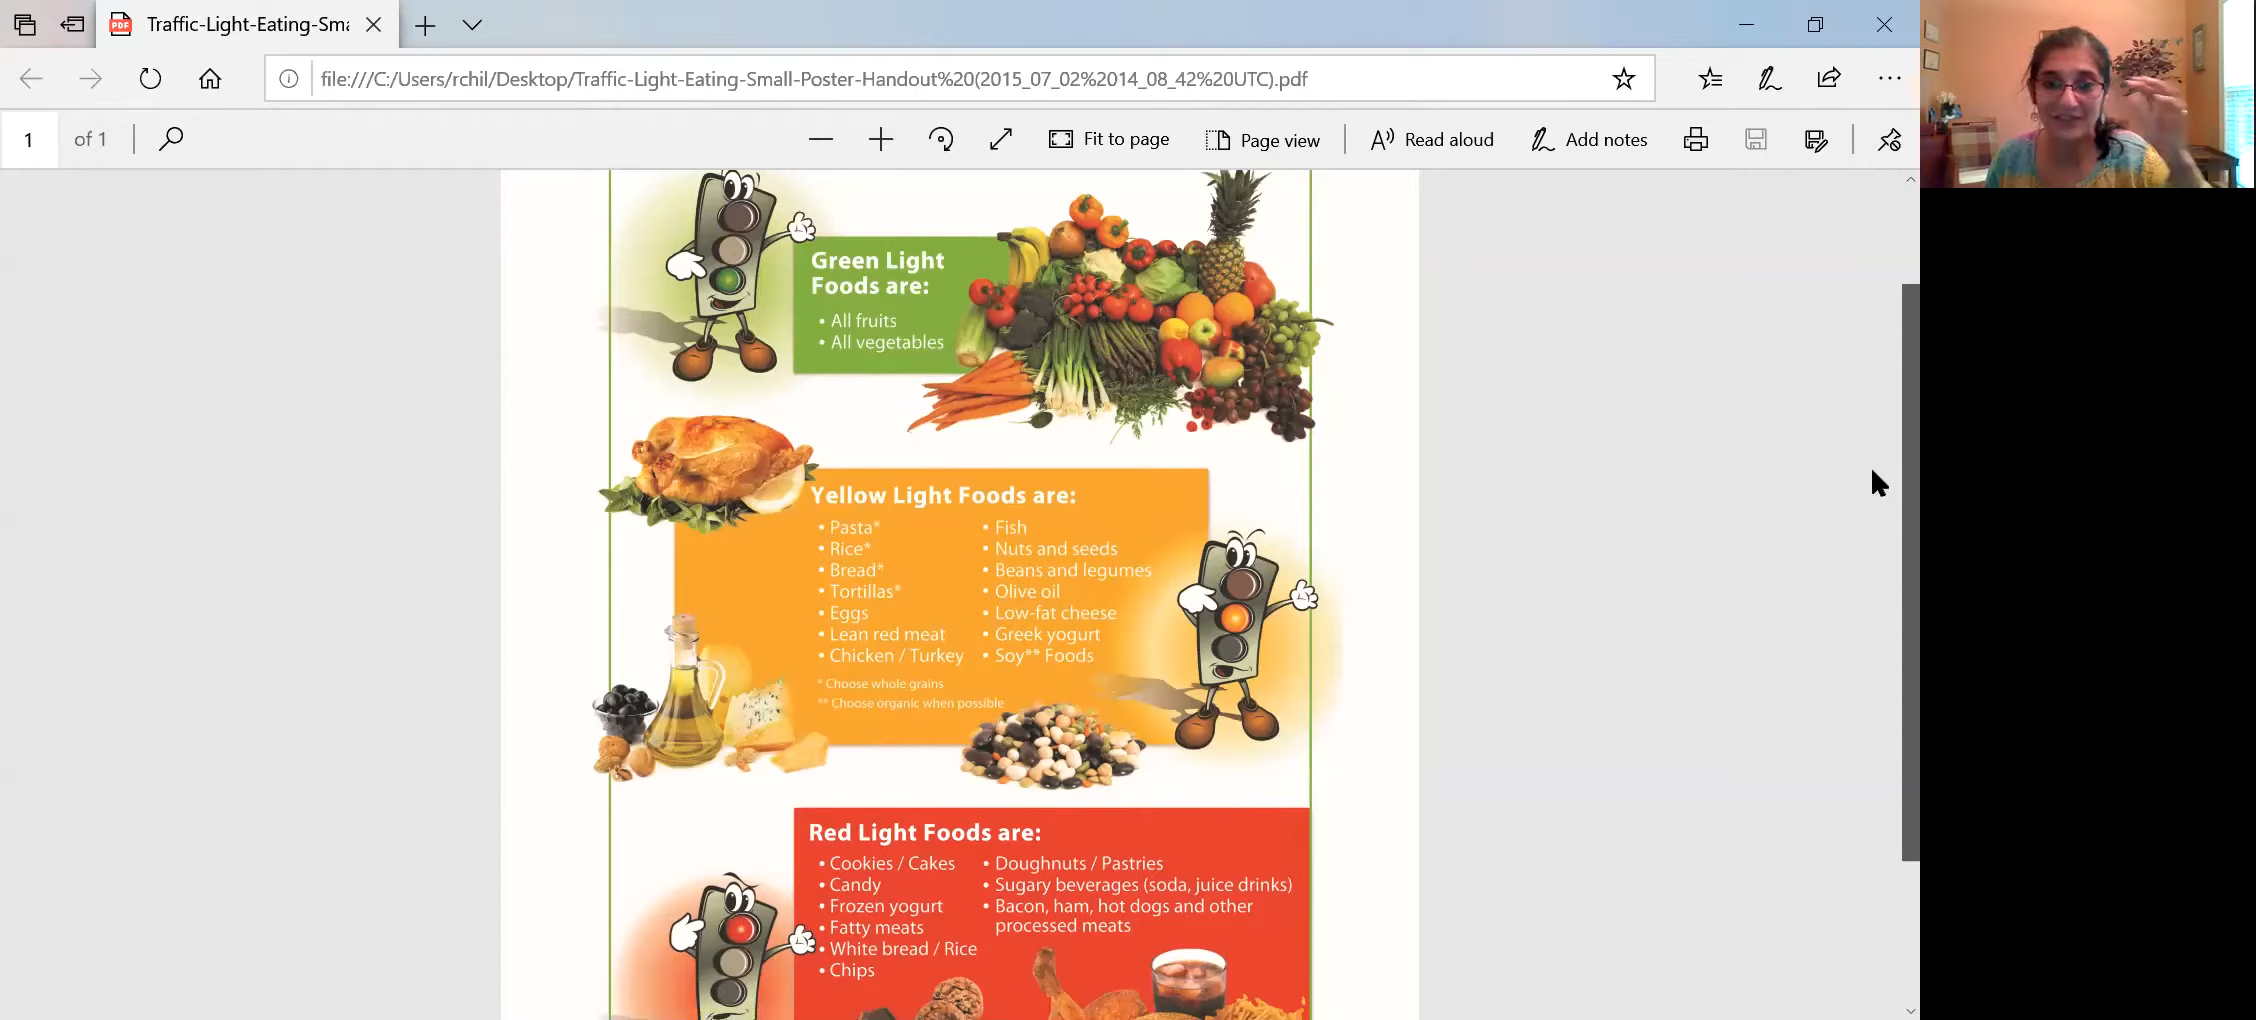 Traffic-Light-Eating-Sma
file:///C:/Users/rchil/Desktop/Traffic-Light-Eating-Small-Poster-Handout%20(2015_07_02%2014_08_42%20UTC).pdf
1 of 1
Fit to page
Page view
Read aloud
Add notes
Green Light
Foods are:
• All fruits
• All vegetables
Yellow Light Foods are:
• Pasta*
• Rice*
• Bread*
• Tortillas*
• Eggs
• Lean red meat
• Chicken / Turkey
• Fish
• Nuts and seeds
• Beans and legumes
• Olive oil
• Low-fat cheese
• Greek yogurt
• Soy** Foods
* Choose whole grains
** Choose organic when possible
Red Light Foods are:
• Cookies / Cakes
• Candy
• Frozen yogurt
• Fatty meats
• White bread / Rice
• Chips
• Doughnuts / Pastries
• Sugary beverages (soda, juice drinks)
• Bacon, ham, hot dogs and other
processed meats